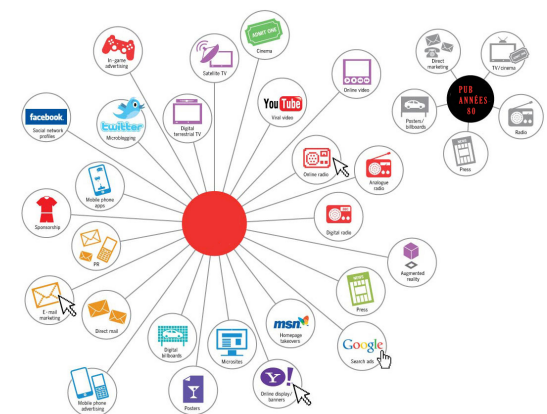 In-game
advertising
Satellite TV
ADMIT ONE
Cinema
Online video
Direct
marketing
TV/cinema
PUB
ANNÉES
80
Posters/
billboards
Radio
Press
facebook.
Social network
profiles
twitter
Microblogging
Digital
terrestrial TV
You Tube
Viral video
Online radio
Analogue
radio
Mobile phone
apps
Sponsorship
PR
Digital radio
Augmented
reality
E-mail
marketing
Direct mail
Digital
billboards
Microsites
msn
Homepage
takeovers
Press
Google
Search ads
Mobile phone
advertising
Posters
Y!
Online display/
banners